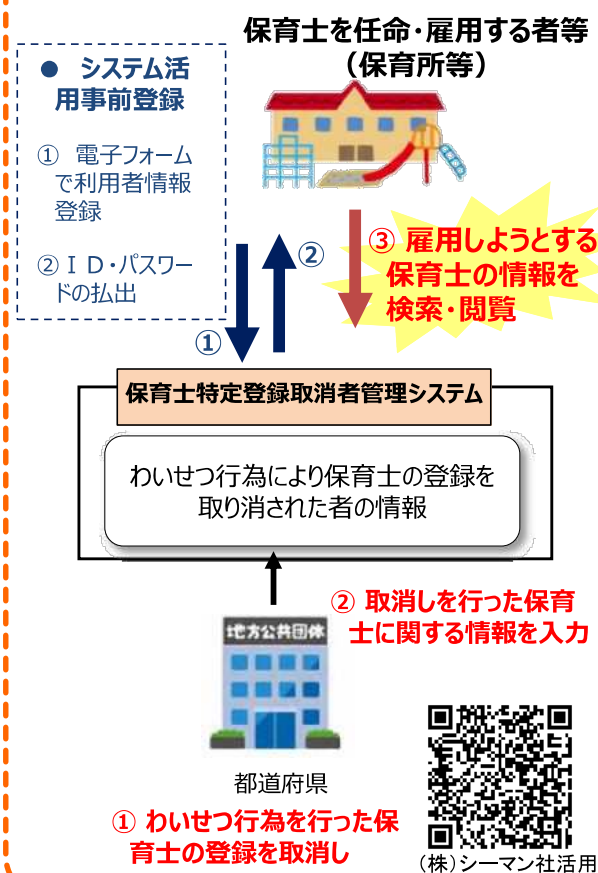 保育士を任命・雇用する者等
（保育所等）
● システム活
用事前登録
① 電子フォーム
で利用者情報
登録
② ＩＤ・パスワー
ドの払出
①
②
③ 雇用しようとする
保育士の情報を
検索・閲覧
保育士特定登録取消者管理システム
わいせつ行為により保育士の登録を
取り消された者の情報
② 取消しを行った保育
士に関する情報を入力
地方公共団体
都道府県
① わいせつ行為を行った保
育士の登録を取消し
（株）シーマン社活用